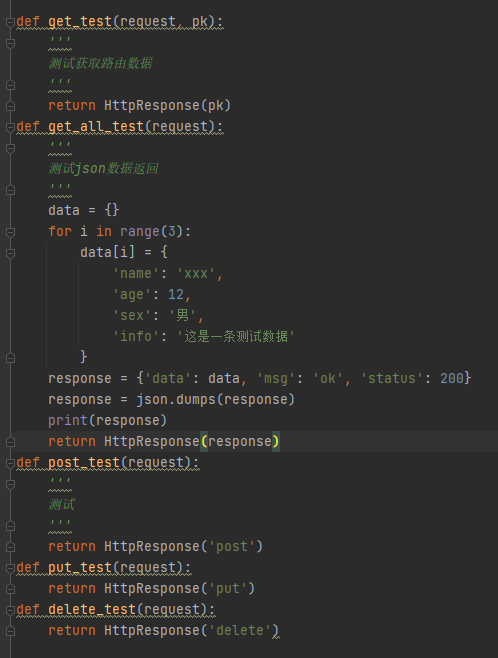 def get_test(request, pk):
    '''
    测试获取路由数据
    '''
    return HttpResponse(pk)
def get_all_test(request):
    '''
    测试json数据返回
    '''
    data = {}
    for i in range(3):
        data[i] = {
            'name': 'xxx',
            'age': 12,
            'sex': '男',
            'info': '这是一条测试数据'
        }
    response = {'data': data, 'msg': 'ok', 'status': 200}
    response = json.dumps(response)
    print(response)
    return HttpResponse(response)
def post_test(request):
    '''
    测试
    '''
    return HttpResponse('post')
def put_test(request):
    return HttpResponse('put')
def delete_test(request):
    return HttpResponse('delete')